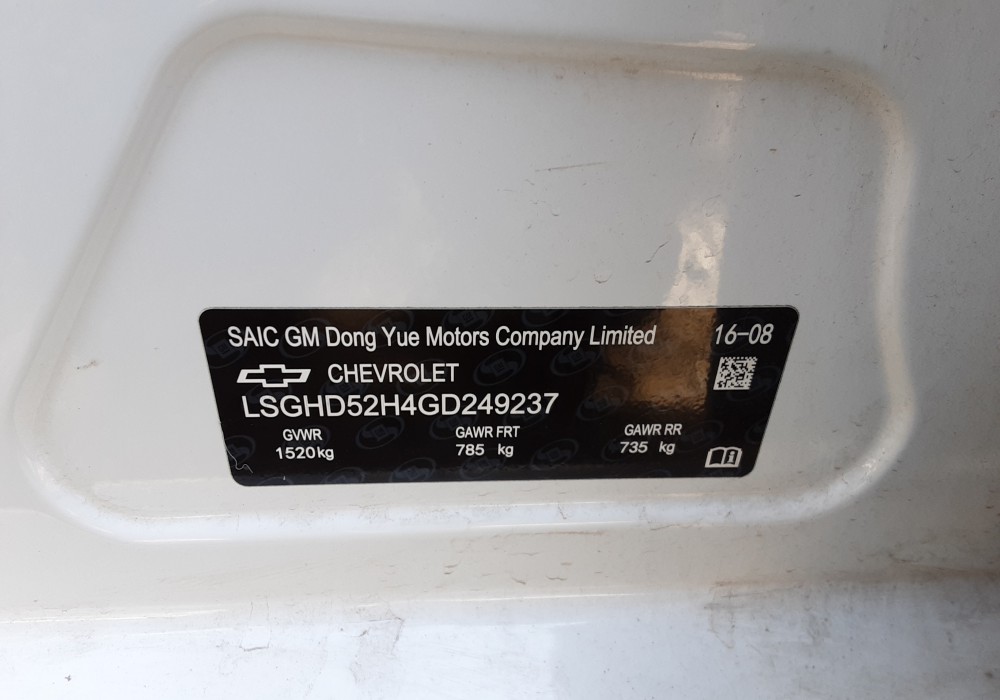 SAIC GM Dong Yue Motors Company Limited 16-08
CHEVROLET
LSGHD52H4GD249237
GVWR GAWR FRT GAWR RR
1520kg 785 kg 735 kg